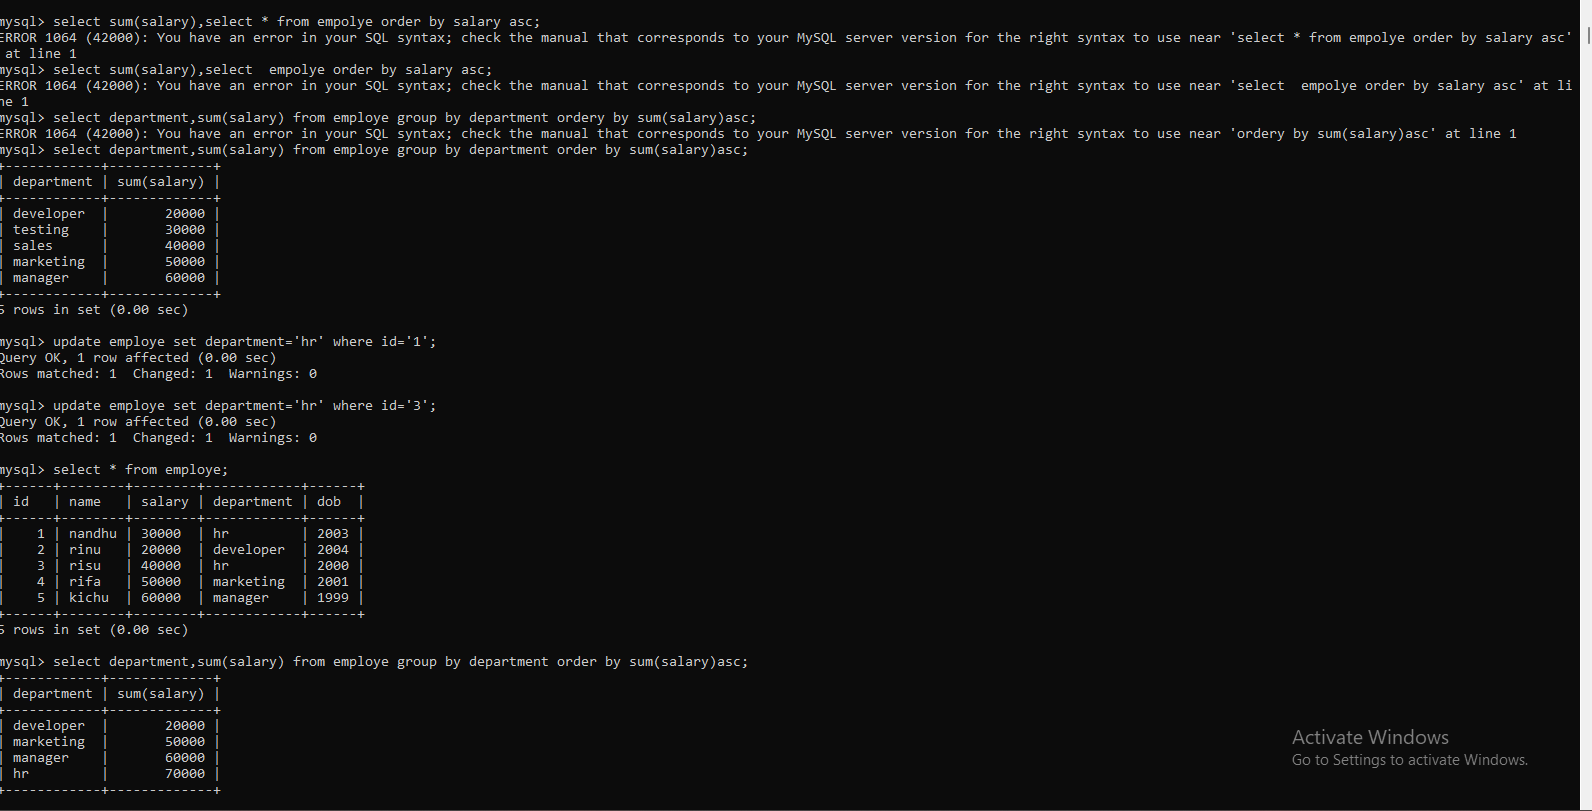 mysql> select sum(salary),select * from empolye order by salary asc;
ERROR 1064 (42000): You have an error in your SQL syntax; check the manual that corresponds to your MySQL server version for the right syntax to use near 'select * from empolye order by salary asc'
 at line 1
mysql> select sum(salary),select  empolye order by salary asc;
ERROR 1064 (42000): You have an error in your SQL syntax; check the manual that corresponds to your MySQL server version for the right syntax to use near 'select  empolye order by salary asc' at li
ne 1
mysql> select department,sum(salary) from employe group by department ordery by sum(salary)asc;
ERROR 1064 (42000): You have an error in your SQL syntax; check the manual that corresponds to your MySQL server version for the right syntax to use near 'ordery by sum(salary)asc' at line 1
mysql> select department,sum(salary) from employe group by department order by sum(salary)asc;
+------------+-------------+
| department | sum(salary) |
+------------+-------------+
| developer  |       20000 |
| testing    |       30000 |
| sales      |       40000 |
| marketing  |       50000 |
| manager    |       60000 |
+------------+-------------+
5 rows in set (0.00 sec)
mysql> update employe set department='hr' where id='1';
Query OK, 1 row affected (0.00 sec)
Rows matched: 1  Changed: 1  Warnings: 0
mysql> update employe set department='hr' where id='3';
Query OK, 1 row affected (0.00 sec)
Rows matched: 1  Changed: 1  Warnings: 0
mysql> select * from employe;
+------+--------+--------+------------+------+
| id   | name   | salary | department | dob  |
+------+--------+--------+------------+------+
|    1 | nandhu | 30000  | hr         | 2003 |
|    2 | rinu   | 20000  | developer  | 2004 |
|    3 | risu   | 40000  | hr         | 2000 |
|    4 | rifa   | 50000  | marketing  | 2001 |
|    5 | kichu  | 60000  | manager    | 1999 |
+------+--------+--------+------------+------+
5 rows in set (0.00 sec)
mysql> select department,sum(salary) from employe group by department order by sum(salary)asc;
+------------+-------------+
| department | sum(salary) |
+------------+-------------+
| developer  |       20000 |
| marketing  |       50000 |
| manager    |       60000 |
| hr         |       70000 |
+------------+-------------+
Activate Windows
Go to Settings to activate Windows.